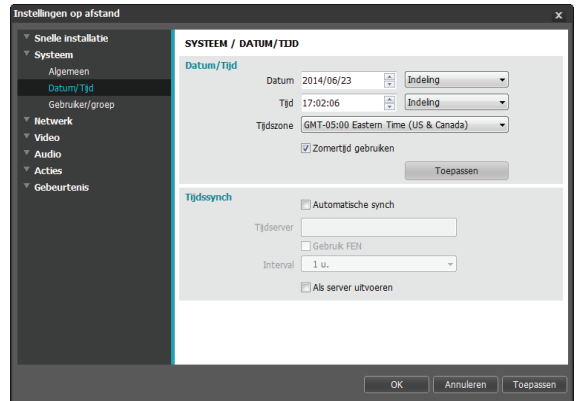 Instellingen op afstand x
Snelle installatie
Systeem
Algemeen
Datum/Tijd
Gebruiker/groep
Netwerk
Video
Audio
Acties
Gebeurtenis
SYSTEEM / DATUM/TIJD
Datum/Tijd
Datum 2014/06/23 Indeling
Tijd 17:02:06 Indeling
Tijdszone GMT-05:00 Eastern Time (US & Canada)
Zomertijd gebruiken
Toepassen
Tijdssynch
Automatische synch
Tijdserver
Gebruik FEN
Interval 1 u.
Als server uitvoeren
OK Annuleren Toepassen